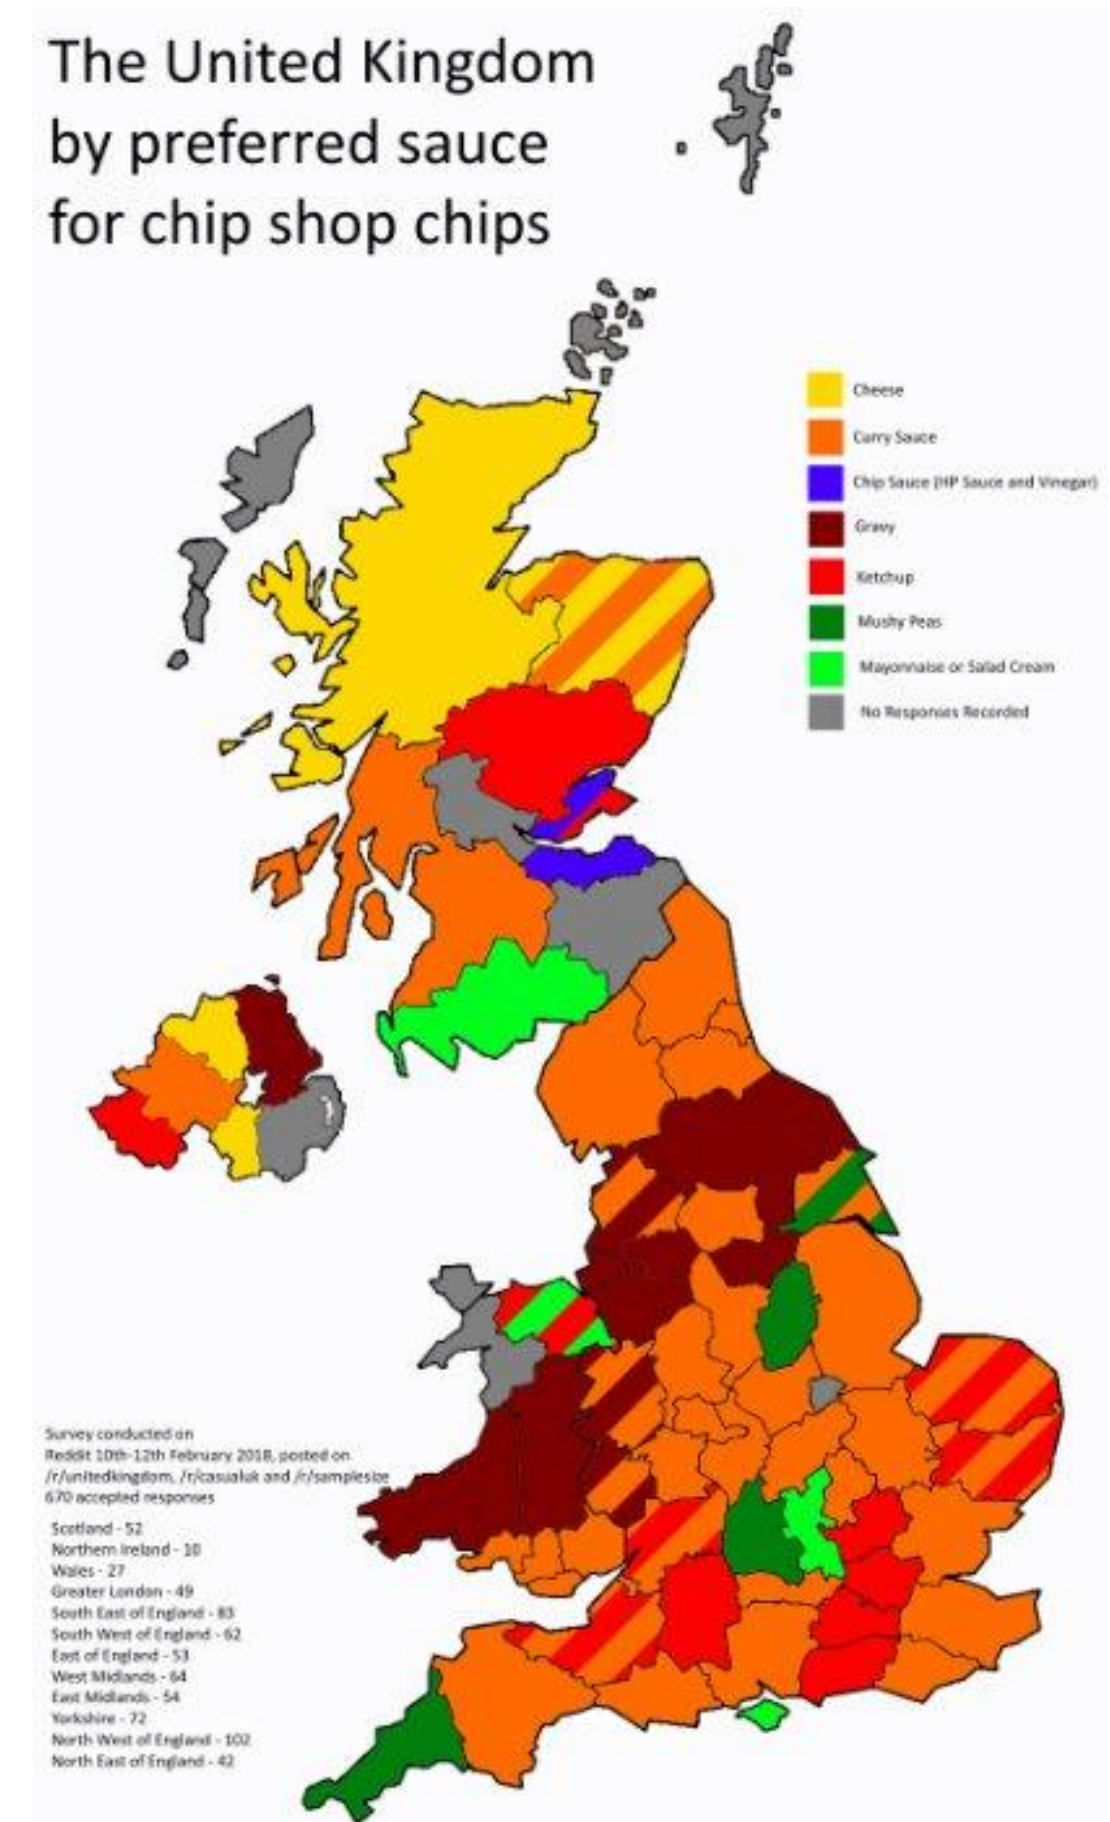 The United Kingdom
by preferred sauce
for chip shop chips
Cheese
Curry Sauce
Chip Sauce (HP Sauce and Vinegar)
Gravy
Ketchup
Mushy Peas
Mayonnaise or Salad Cream
No Responses Recorded
Survey conducted on
Reddit 10th-12th February 2018, posted on
/r/unitedkingdom, /r/casualuk and /r/samplesize
670 accepted responses
Scotland - 52
Northern Ireland - 10
Wales - 27
Greater London - 49
South East of England - 83
South West of England - 62
East of England - 53
West Midlands - 64
East Midlands - 54
Yorkshire - 72
North West of England - 102
North East of England - 42